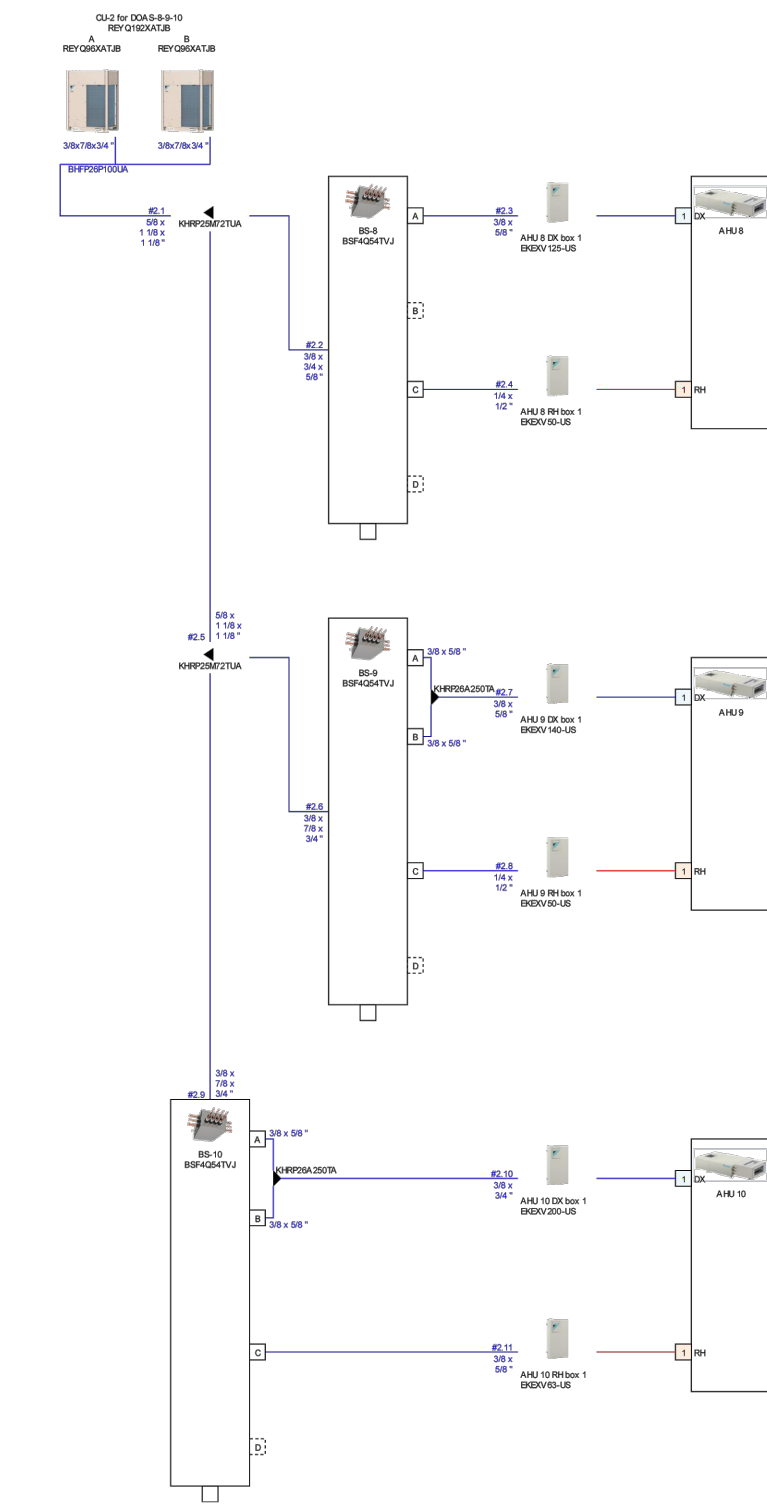 CU-2 for DOAS-8-9-10
REYQ192XATJB
A
REYQ96XATJB
B
REYQ96XATJB
3/8x7/8x3/4 "
3/8x7/8x3/4 "
BHFP26P100UA
#2.1
5/8 x
1 1/8 x
1 1/8 "
KHRP25M72TUA
#2.2
3/8 x
3/4 x
5/8 "
BS-8
BSF4Q54TVJ
A
B
C
D
#2.3
3/8 x
5/8 "
AHU 8 DX box 1
EKEXV125-US
1 DX
AHU 8
#2.4
1/4 x
1/2 "
AHU 8 RH box 1
EKEXV50-US
1 RH
5/8 x
1 1/8 x
#2.5 1 1/8 "
KHRP25M72TUA
#2.6
3/8 x
7/8 x
3/4 "
BS-9
BSF4Q54TVJ
A
3/8 x 5/8 "
B
3/8 x 5/8 "
C
D
KHRP26A250TA
#2.7
3/8 x
5/8 "
AHU 9 DX box 1
EKEXV140-US
1 DX
AHU 9
#2.8
1/4 x
1/2 "
AHU 9 RH box 1
EKEXV50-US
1 RH
3/8 x
7/8 x
#2.9 3/4 "
BS-10
BSF4Q54TVJ
A
3/8 x 5/8 "
KHRP26A250TA
B
3/8 x 5/8 "
C
D
#2.10
3/8 x
3/4 "
AHU 10 DX box 1
EKEXV200-US
1 DX
AHU 10
#2.11
3/8 x
5/8 "
AHU 10 RH box 1
EKEXV63-US
1 RH